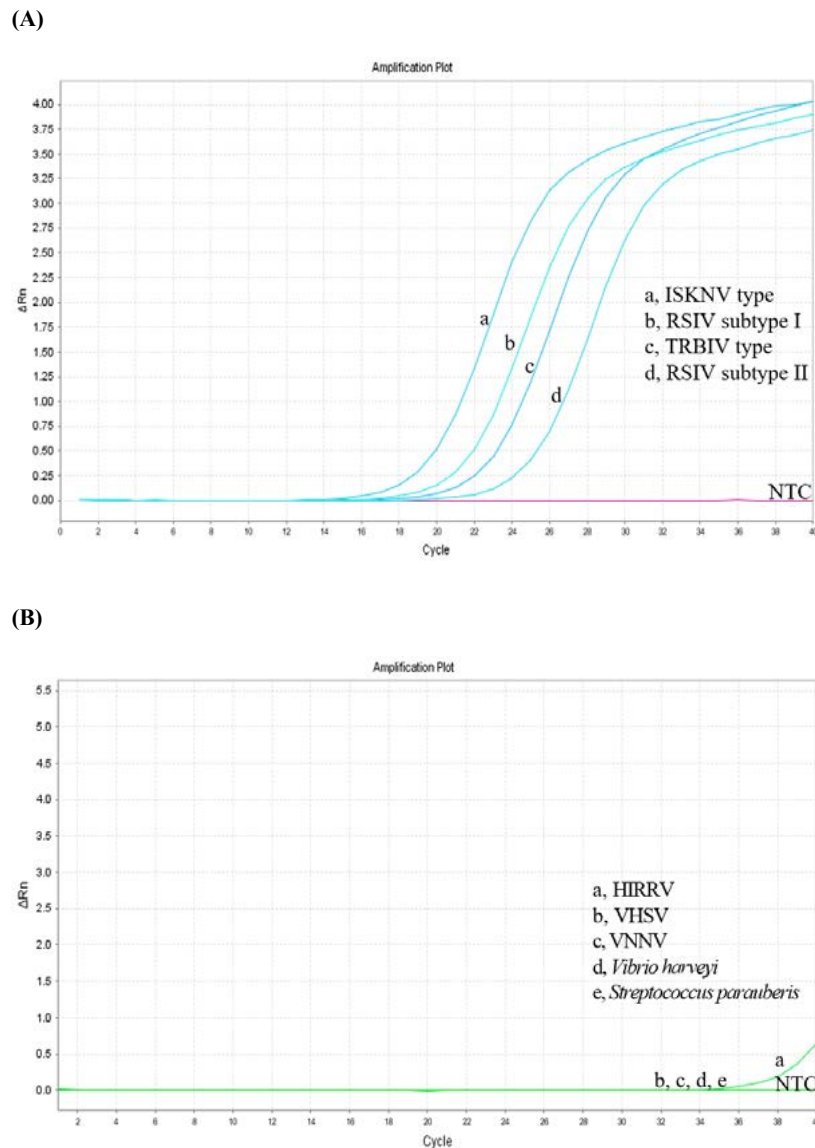 (A)
Amplification Plot
4.00
3.75
3.50
3.25
3.00
2.75
2.50
2.25
2.00
1.75
1.50
1.25
1.00
0.75
0.50
0.25
0.00
ΔRn
a
b
c
d
a, ISKNV type
b, RSIV subtype I
c, TRBIV type
d, RSIV subtype II
NTC
0 2 4 6 8 10 12 14 16 18 20 22 24 26 28 30 32 34 36 38 40
Cycle
(B)
Amplification Plot
5.5
5.0
4.5
4.0
3.5
3.0
2.5
2.0
1.5
1.0
0.5
0.0
ΔRn
a, HIRRV
b, VHSV
c, VNNV
d, Vibrio harveyi
e, Streptococcus parauberis
a
b, c, d, e NTC
2 4 6 8 10 12 14 16 18 20 22 24 26 28 30 32 34 36 38
Cycle